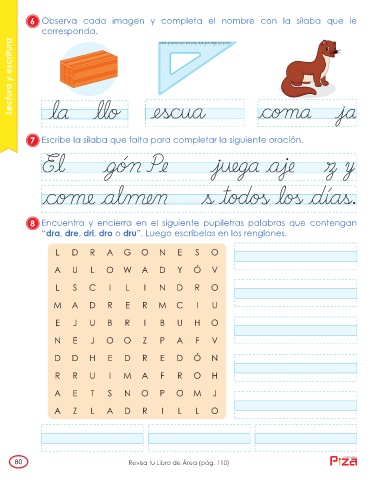 Lectura y escritura
6 Observa cada imagen y completa el nombre con la sílaba que le
corresponda.
la llo escua coma ja
7 Escribe la sílaba que falta para completar la siguiente oración.
El gón Pe juega aje z y
come almen s todos los días.
8 Encuentra y encierra en el siguiente pupiletras palabras que contengan
"dra, dre, dri, dro o dru". Luego escríbelas en los renglones.
L D R A G O N E S O
A U L O W A D Y Ó V
L S C I L I N D R O
M A D R E R M C I U
E J U B R I B U H O
N E J O O Z P A F V
D D H E D R E D Ó N
R R U I M A F R O H
A E T S N O P O M J
A Z L A D R I L L O
80 Revisa tu Libro de Área (pág. 110)